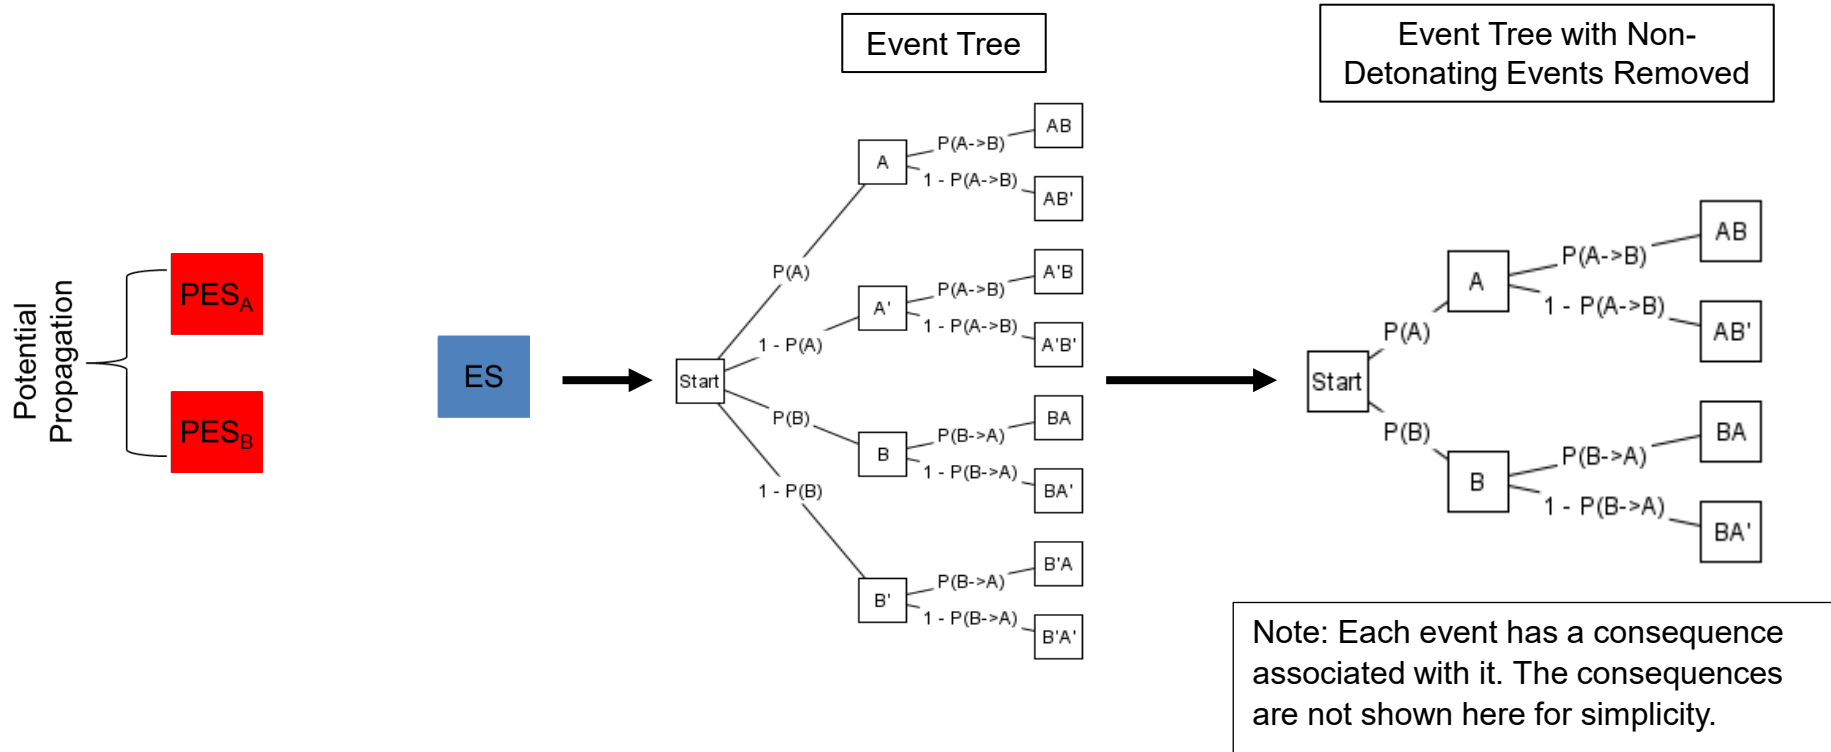 Potential
Propagation
PESA
PESB
ES
Event Tree
Start
P(A)
1 - P(A)
P(B)
1 - P(B)
A
P(A->B)
1 - P(A->B)
AB
AB'
A'
P(A->B)
1 - P(A->B)
A'B
A'B'
B
P(B->A)
1 - P(B->A)
BA
BA'
B'
P(B->A)
1 - P(B->A)
B'A
B'A'
Event Tree with Non-
Detonating Events Removed
Start
P(A)
P(B)
A
P(A->B)
1 - P(A->B)
AB
AB'
B
P(B->A)
1 - P(B->A)
BA
BA'
Note: Each event has a consequence
associated with it. The consequences
are not shown here for simplicity.